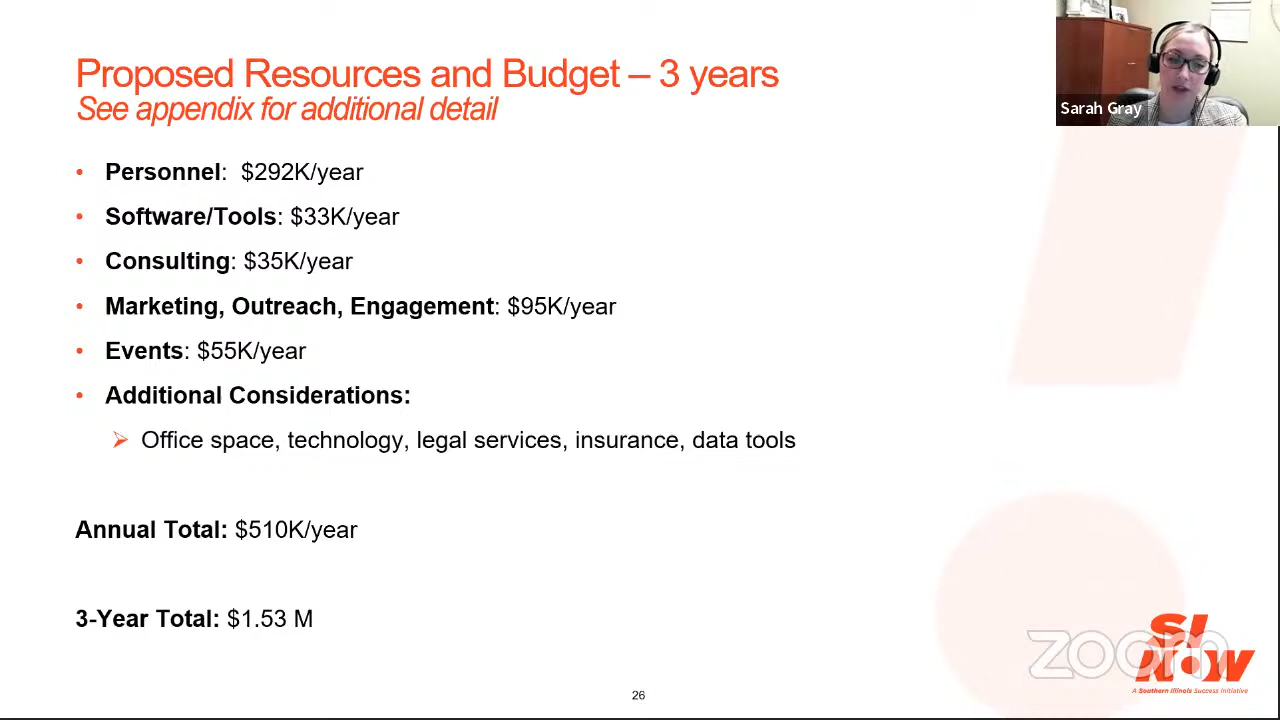 Proposed Resources and Budget – 3 years
See appendix for additional detail
Sarah Gray
• Personnel: $292K/year
• Software/Tools: $33K/year
• Consulting: $35K/year
• Marketing, Outreach, Engagement: $95K/year
• Events: $55K/year
• Additional Considerations:
➢ Office space, technology, legal services, insurance, data tools
Annual Total: $510K/year
3-Year Total: $1.53 M
SI
NOW
zoom
A Southern Illinois Success Initiative
26